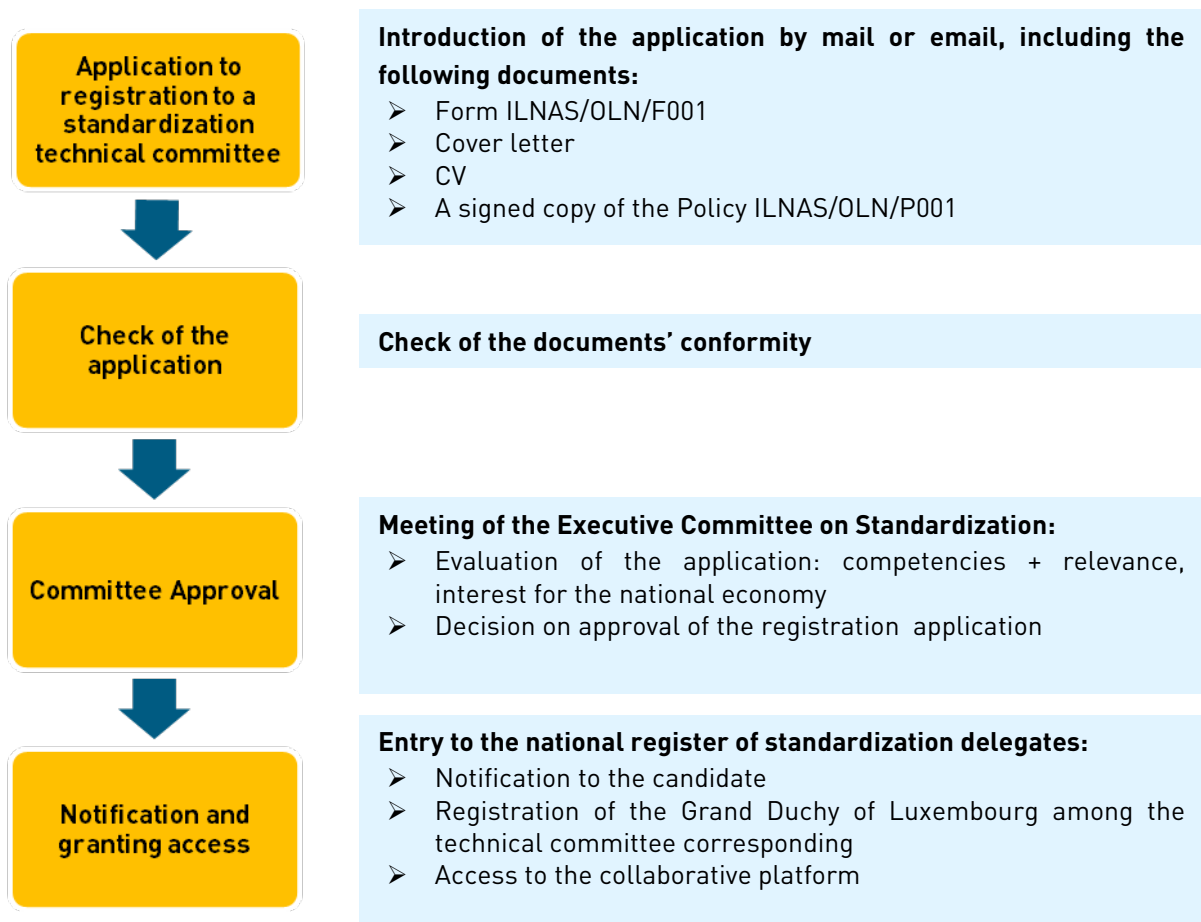 Application to
registration to a
standardization
technical committee
Introduction of the application by mail or email, including the
following documents:
➢ Form ILNAS/OLN/F001
➢ Cover letter
➢ CV
➢ A signed copy of the Policy ILNAS/OLN/P001
Check of the
application
Check of the documents’ conformity
Committee Approval
Meeting of the Executive Committee on Standardization:
➢ Evaluation of the application: competencies + relevance,
interest for the national economy
➢ Decision on approval of the registration application
Notification and
granting access
Entry to the national register of standardization delegates:
➢ Notification to the candidate
➢ Registration of the Grand Duchy of Luxembourg among the
technical committee corresponding
➢ Access to the collaborative platform